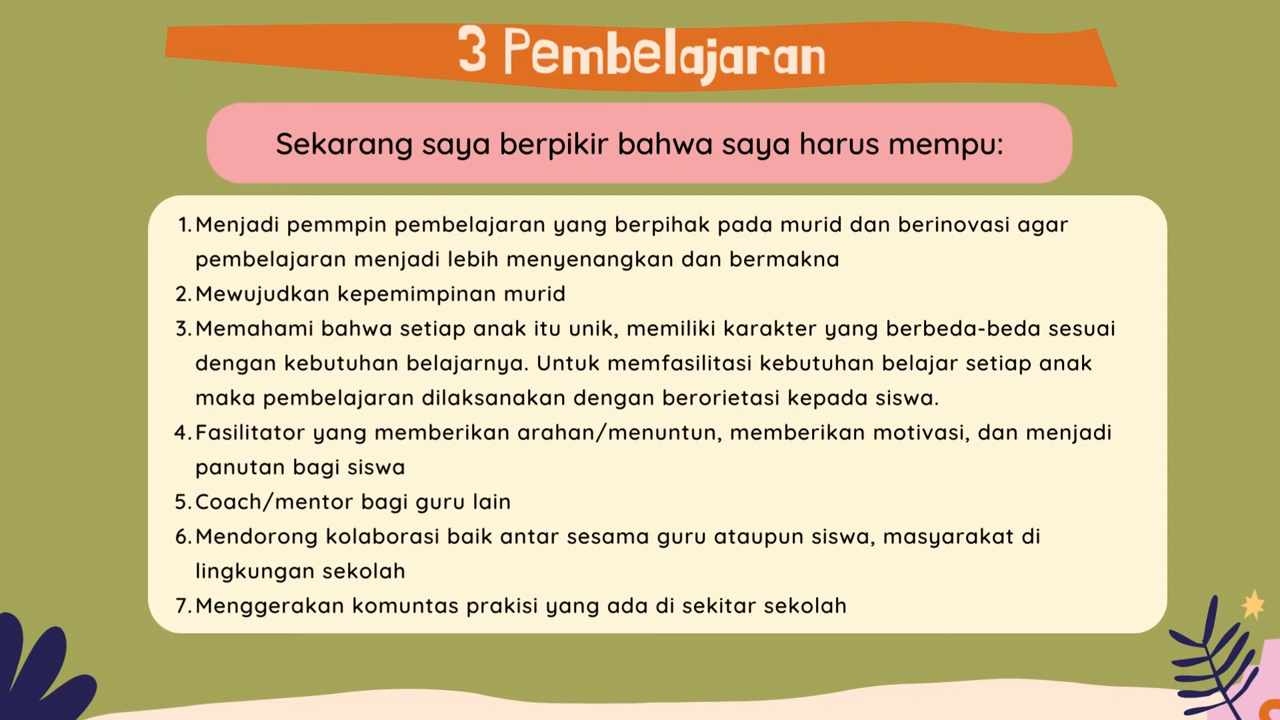 3 Pembelajaran
Sekarang saya berpikir bahwa saya harus mempu:
1. Menjadi pemmpin pembelajaran yang berpihak pada murid dan berinovasi agar
pembelajaran menjadi lebih menyenangkan dan bermakna
2. Mewujudkan kepemimpinan murid
3. Memahami bahwa setiap anak itu unik, memiliki karakter yang berbeda-beda sesuai
dengan kebutuhan belajarnya. Untuk memfasilitasi kebutuhan belajar setiap anak
maka pembelajaran dilaksanakan dengan berorietasi kepada siswa.
4. Fasilitator yang memberikan arahan/menuntun, memberikan motivasi, dan menjadi
panutan bagi siswa
5. Coach/mentor bagi guru lain
6. Mendorong kolaborasi baik antar sesama guru ataupun siswa, masyarakat di
lingkungan sekolah
7. Menggerakan komuntas prakisi yang ada di sekitar sekolah